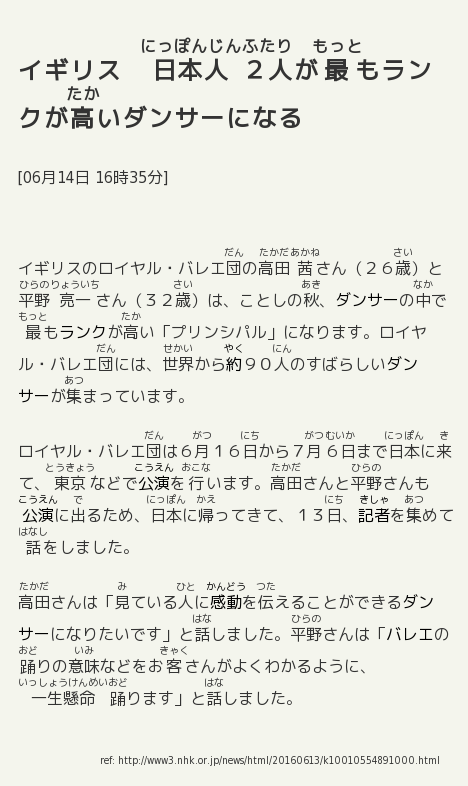 イギリス 日本人 ２人が最もラン
クが高いダンサーになる
[06月14日 16時35分]
イギリスのロイヤル・バレエ団の高田 茜さん（２６歳）と
平野 亮一さん（３２歳）は、ことしの秋、ダンサーの中で
最もランクが高い「プリンシパル」になります。ロイヤ
ル・バレエ団には、世界から約９０人のすばらしいダン
サーが集まっています。
ロイヤル・バレエ団は６月１６日から７月６日まで日本に来
て、東京などで公演を行います。高田さんと平野さんも
公演に出るため、日本に帰ってきて、１３日、記者を集めて
話をしました。
高田さんは「見ている人に感動を伝えることができるダン
サーになりたいです」と話しました。平野さんは「バレエの
踊りの意味などをお客さんがよくわかるように、
一生懸命 踊ります」と話しました。
ref: http://www3.nhk.or.jp/news/html/20160613/k10010554891000.html